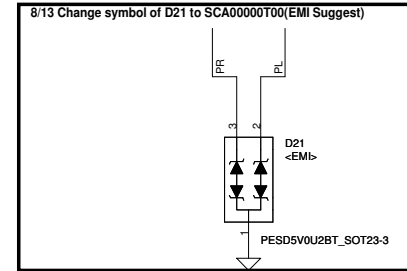 8/13 Change symbol of D21 to SCA00000T00(EMI Suggest)
PR
PL
3
2
D21
<EMI>
1
PESD5V0U2BT_SOT23-3